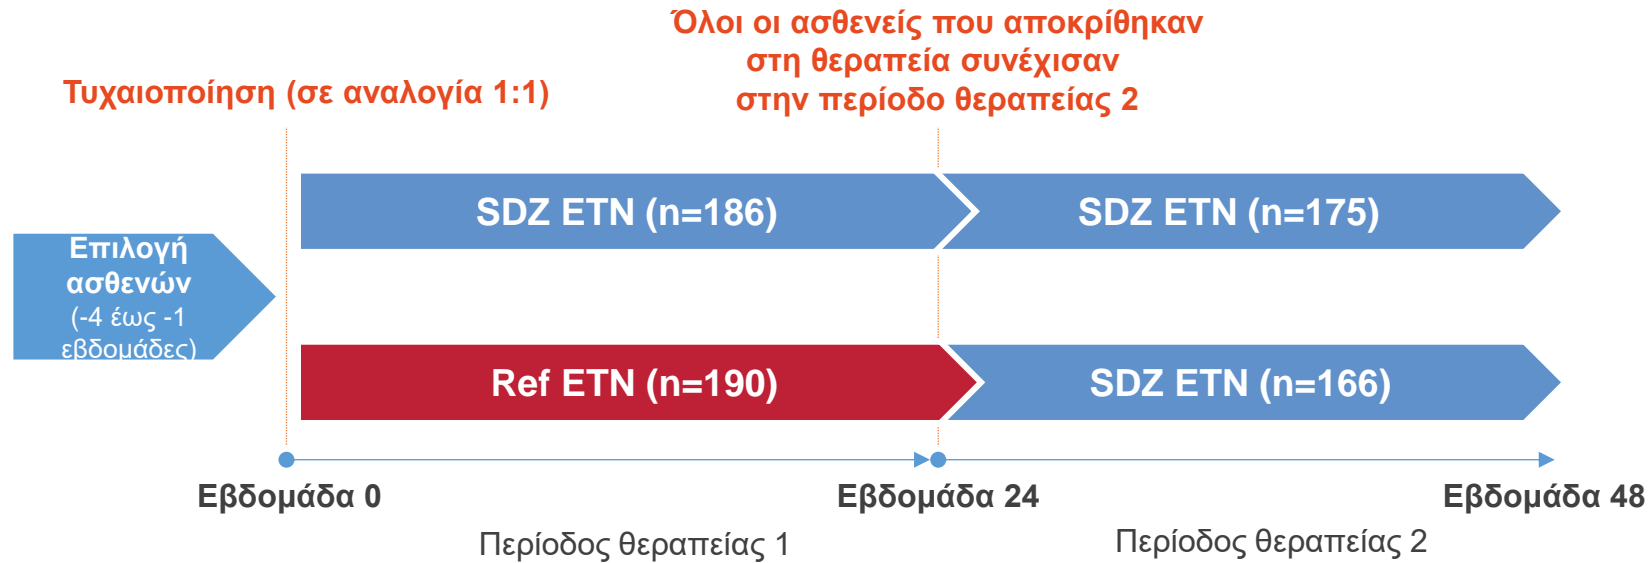 Όλοι οι ασθενείς που αποκρίθηκαν
στη θεραπεία συνέχισαν
στην περίοδο θεραπείας 2
Τυχαιοποίηση (σε αναλογία 1:1)
SDZ ETN (n=186)
SDZ ETN (n=175)
Επιλογή
ασθενών
(-4 έως -1
εβδομάδες)
Ref ETN (n=190)
SDZ ETN (n=166)
Εβδομάδα 0
Εβδομάδα 24
Εβδομάδα 48
Περίοδος θεραπείας 1
Περίοδος θεραπείας 2